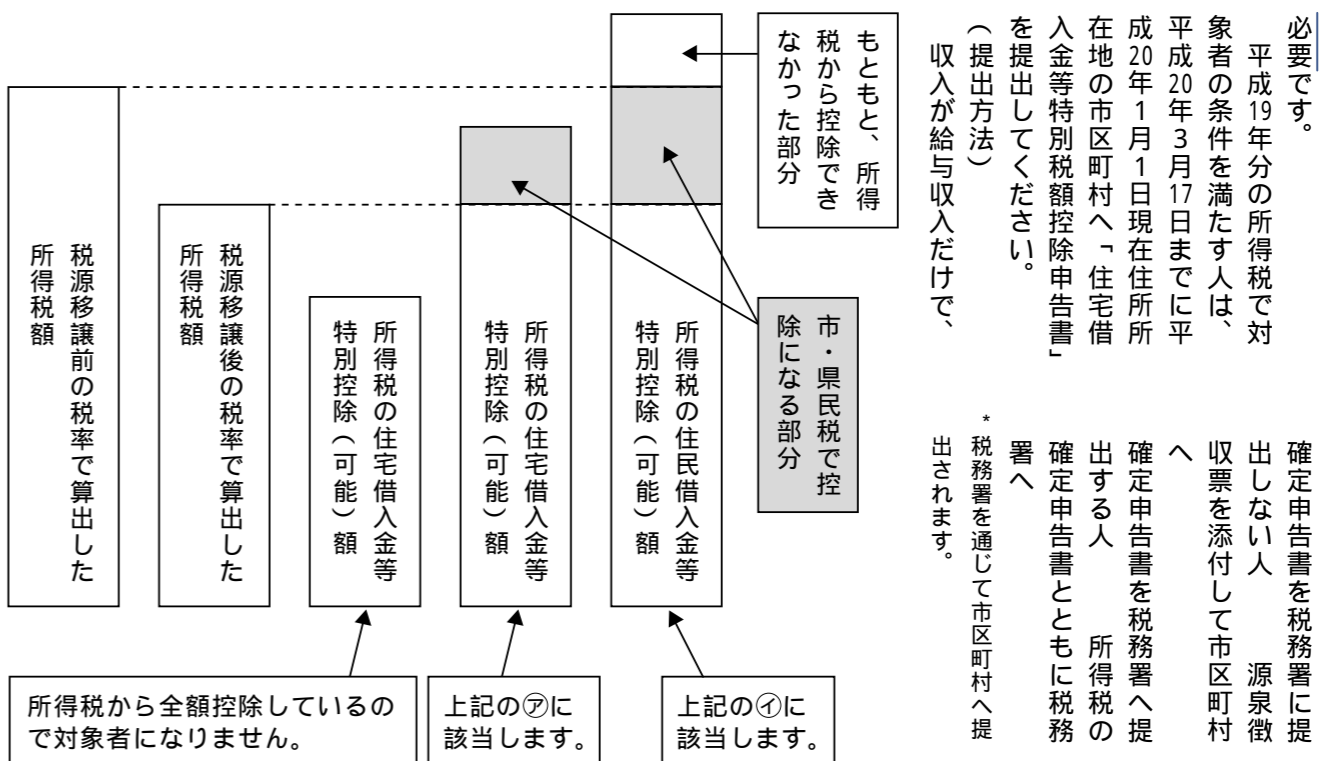 必要です。
平成19年分の所得税で対
象者の条件を満たす人は、
平成20年3月17日までに平
成20年1月1日現在住所所
在地の市区町村へ「住宅借
入金等特別税額控除申告書」
を提出してください。
(提出方法)
収入が給与収入だけで、
確定申告書を税務署に提
出しない人 源泉徴
収票を添付して市区町村
へ
確定申告書を税務署へ提
出する人 所得税の
確定申告書とともに税務
署へ
*税務署を通じて市区町村へ提
出されます。
もともと、所得
税から控除でき
なかった部分
市・県民税で控
除になる部分
所得税の住民借入金等
特別控除(可能)額
所得税の住宅借入金等
特別控除(可能)額
所得税の住宅借入金等
特別控除(可能)額
税源移譲後の税率で算出した
所得税額
税源移譲前の税率で算出した
所得税額
上記の㋑に
該当します。
上記の㋐に
該当します。
所得税から全額控除しているの
で対象者になりません。